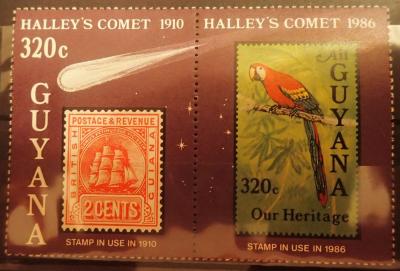 HALLEY'S COMET 1910
320c
GUYANA
POSTAGE & REVENUE
BRITISH
GUIANA
2 CENTS
STAMP IN USE IN 1910
HALLEY'S COMET 1986
GUYANA
320c
Our Heritage
STAMP IN USE IN 1986